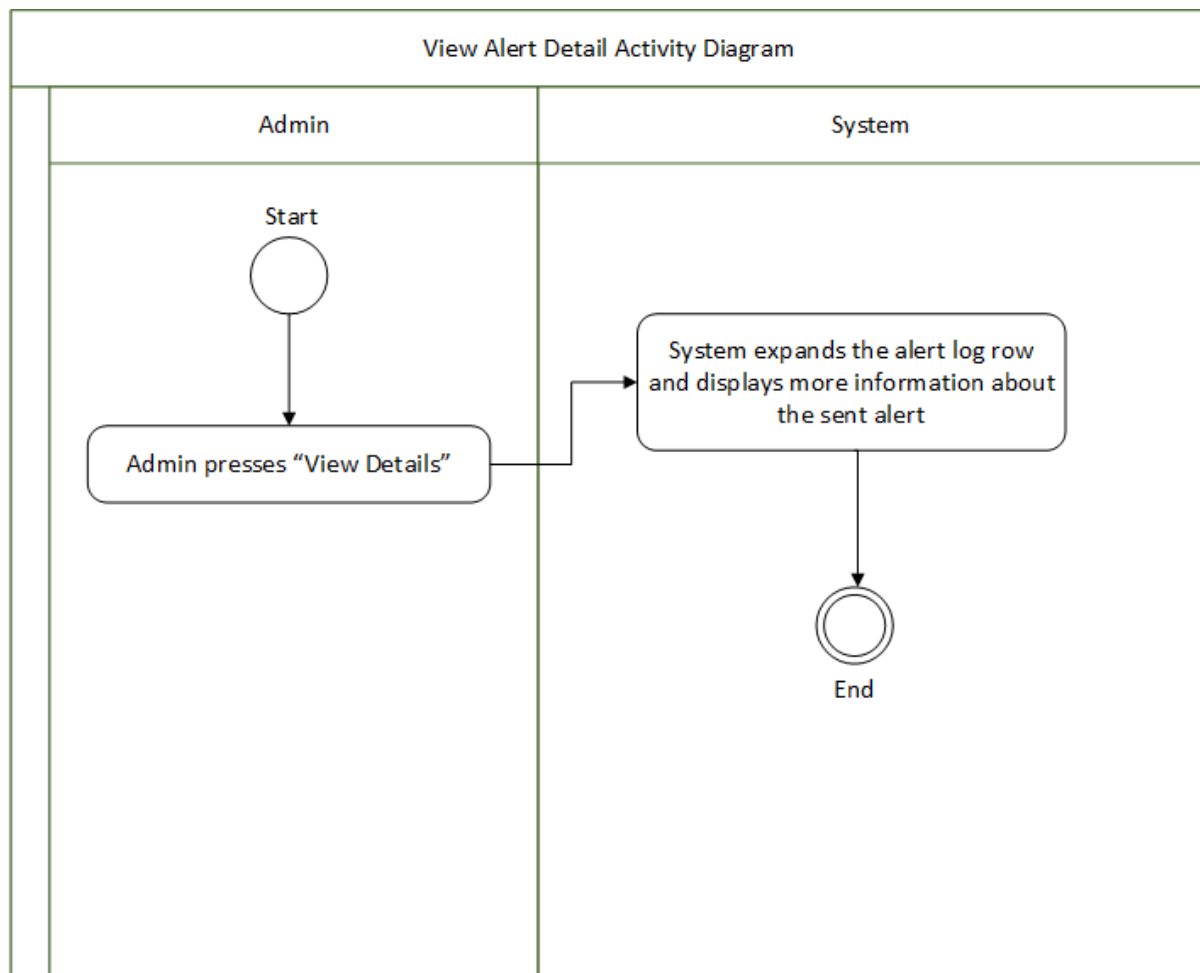 View Alert Detail Activity Diagram
Admin
System
Start
Admin presses “View Details”
System expands the alert log row
and displays more information about
the sent alert
End